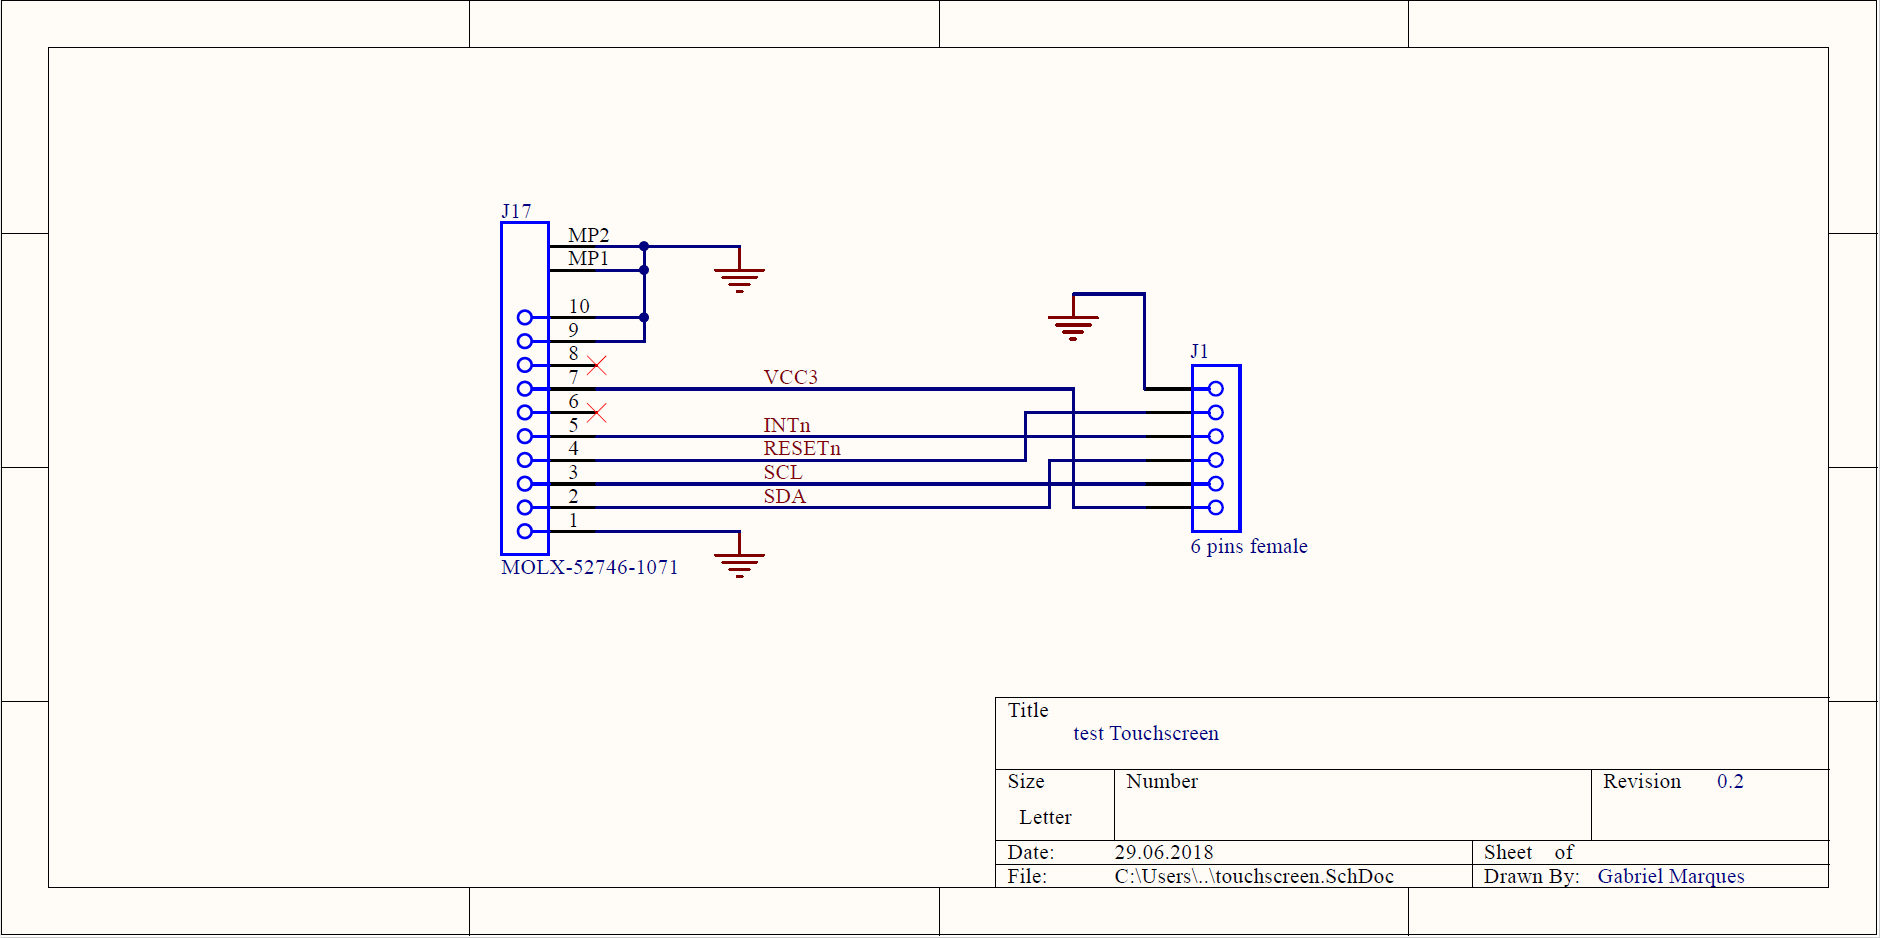 J17
MP2
MP1
10
9
8
7
6
5
4
3
2
1
MOLX-52746-1071
VCC3
INTn
RESETn
SCL
SDA
J1
6 pins female
Title
test Touchscreen
Size
Letter
Number
Revision 0.2
Date: 29.06.2018
Sheet of
File: C:\Users\..\touchscreen.SchDoc
Drawn By: Gabriel Marques